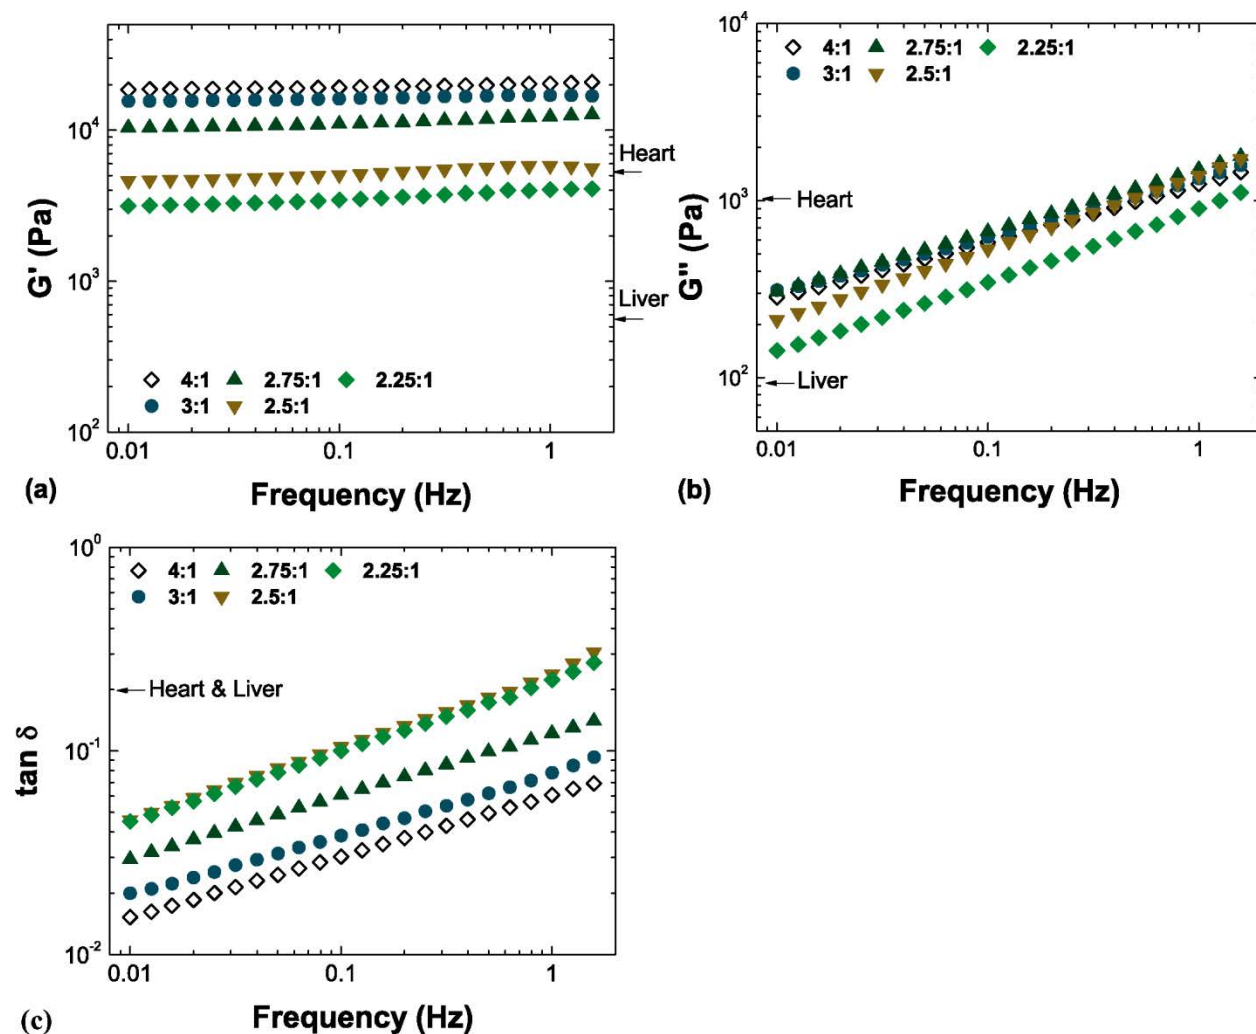 10⁴
10³
10²
G' (Pa)
Heart
Liver
4:1 2.75:1 2.25:1
3:1 2.5:1
0.01 0.1 1
Frequency (Hz)
(a)
10⁴
10³
10²
G'' (Pa)
4:1 2.75:1 2.25:1
3:1 2.5:1
Heart
Liver
0.01 0.1 1
Frequency (Hz)
(b)
10⁰
10⁻¹
10⁻²
tan δ
4:1 2.75:1 2.25:1
3:1 2.5:1
Heart & Liver
0.01 0.1 1
Frequency (Hz)
(c)